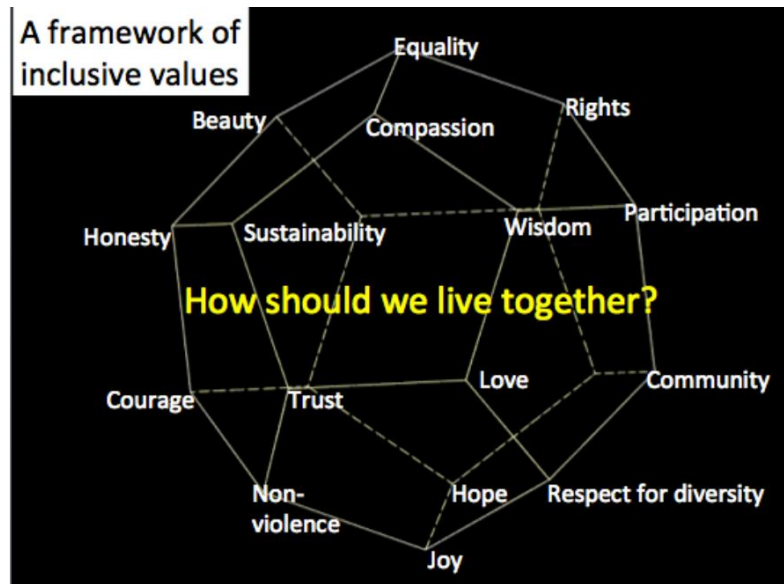 A framework of
inclusive values
Equality
Rights
Beauty
Compassion
Participation
Honesty
Sustainability
Wisdom
How should we live together?
Courage
Trust
Love
Community
Non-
violence
Hope
Respect for diversity
Joy